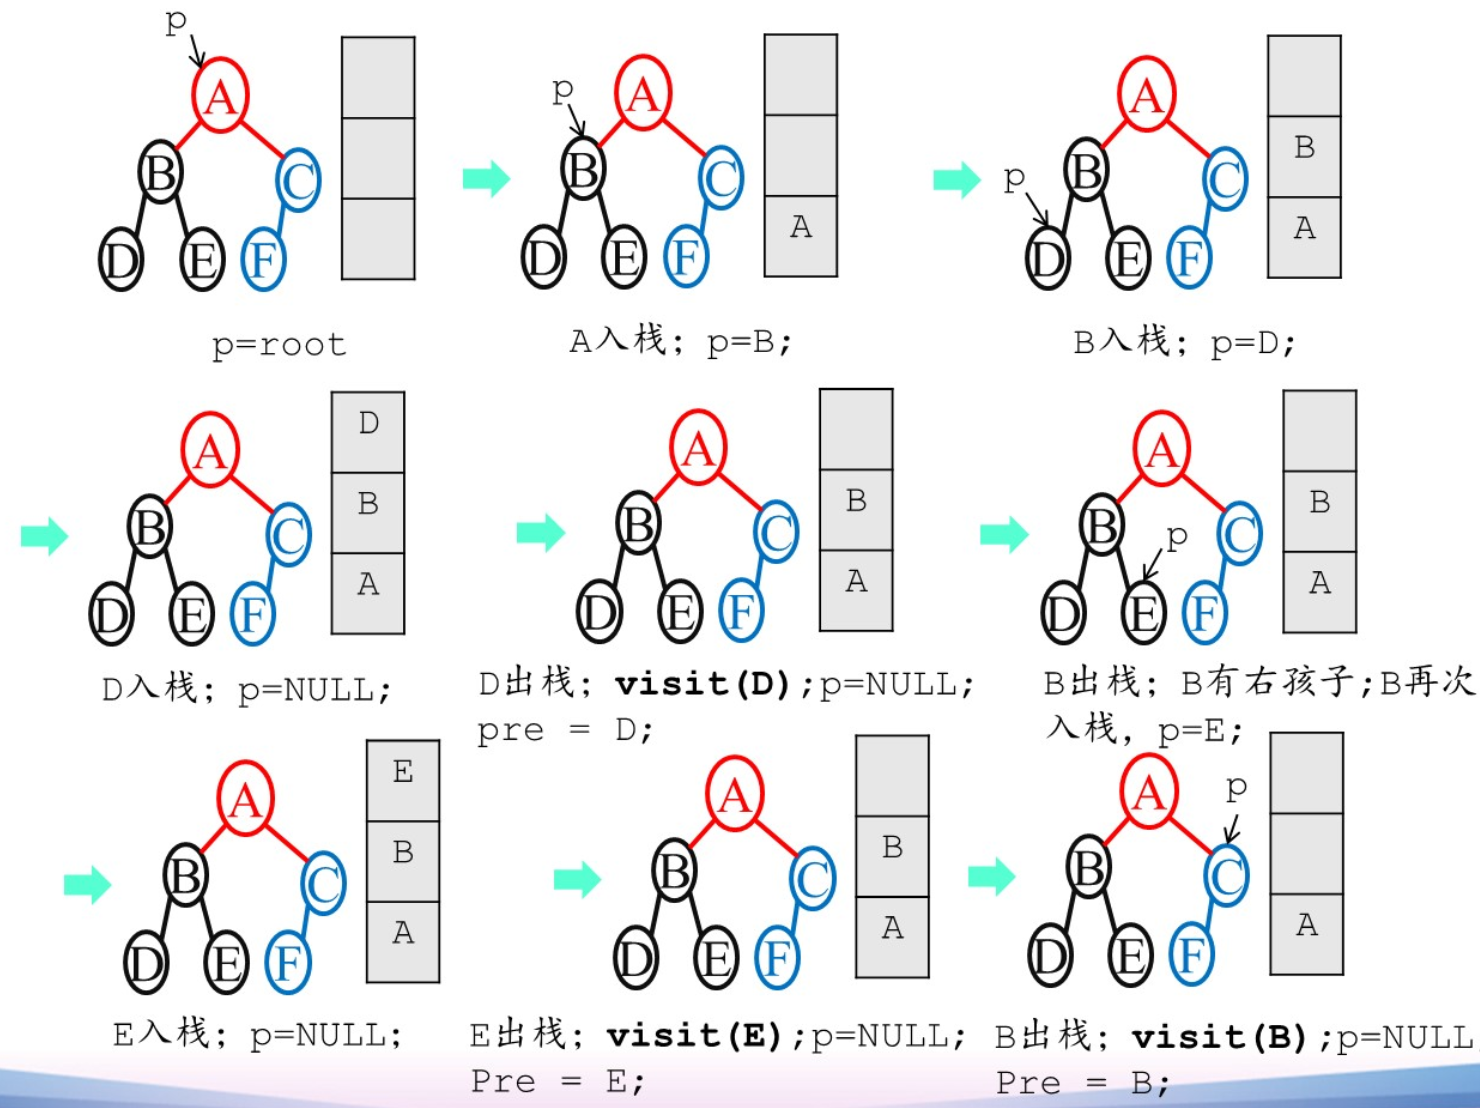 p
A
B
C
D
E
F
p=root
p
A
B
C
D
E
F
A
A入栈; p=B;
p
A
B
C
D
E
F
B
A
B入栈; p=D;
A
B
C
D
E
F
D
B
A
D入栈; p=NULL;
A
B
C
D
E
F
B
A
D出栈; visit(D);p=NULL;
pre = D;
A
B
C
p
D
E
F
B
A
B出栈; B有右孩子;B再次
入栈, p=E;
A
B
C
D
E
F
E
B
A
E入栈; p=NULL;
A
B
C
D
E
F
B
A
E出栈; visit(E);p=NULL;
Pre = E;
p
A
B
C
D
E
F
A
B出栈; visit(B);p=NULL
Pre = B;